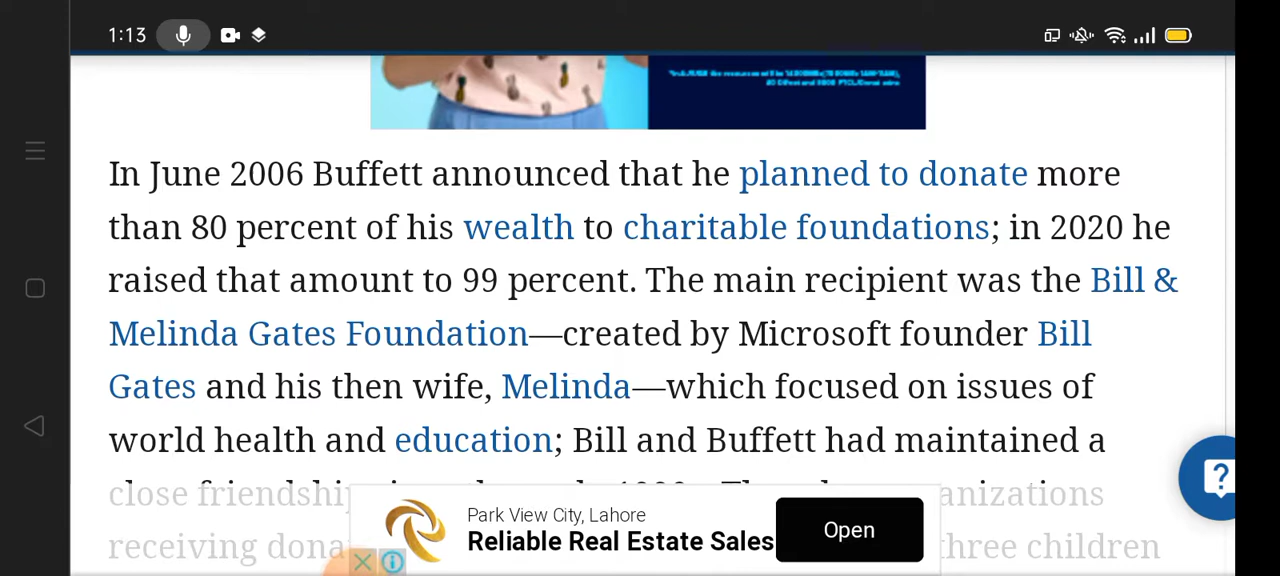 1:13
In June 2006 Buffett announced that he planned to donate more
than 80 percent of his wealth to charitable foundations; in 2020 he
raised that amount to 99 percent. The main recipient was the Bill &
Melinda Gates Foundation—created by Microsoft founder Bill
Gates and his then wife, Melinda—which focused on issues of
world health and education; Bill and Buffett had maintained a
close friendship
receiving three children
Park View City, Lahore
Reliable Real Estate Sales
Open